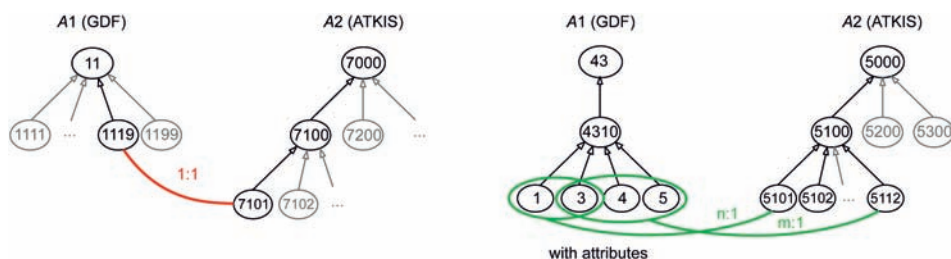 A1 (GDF) A2 (ATKIS) A1 (GDF) A2 (ATKIS)
11 7000 43 5000
1111 ... 1119 1199 7100 7200 ... 4310 5100 5200 5300
1:1
7101 7102 ... 1 3 4 5 5101 5102 ... 5112
n:1 m:1
with attributes